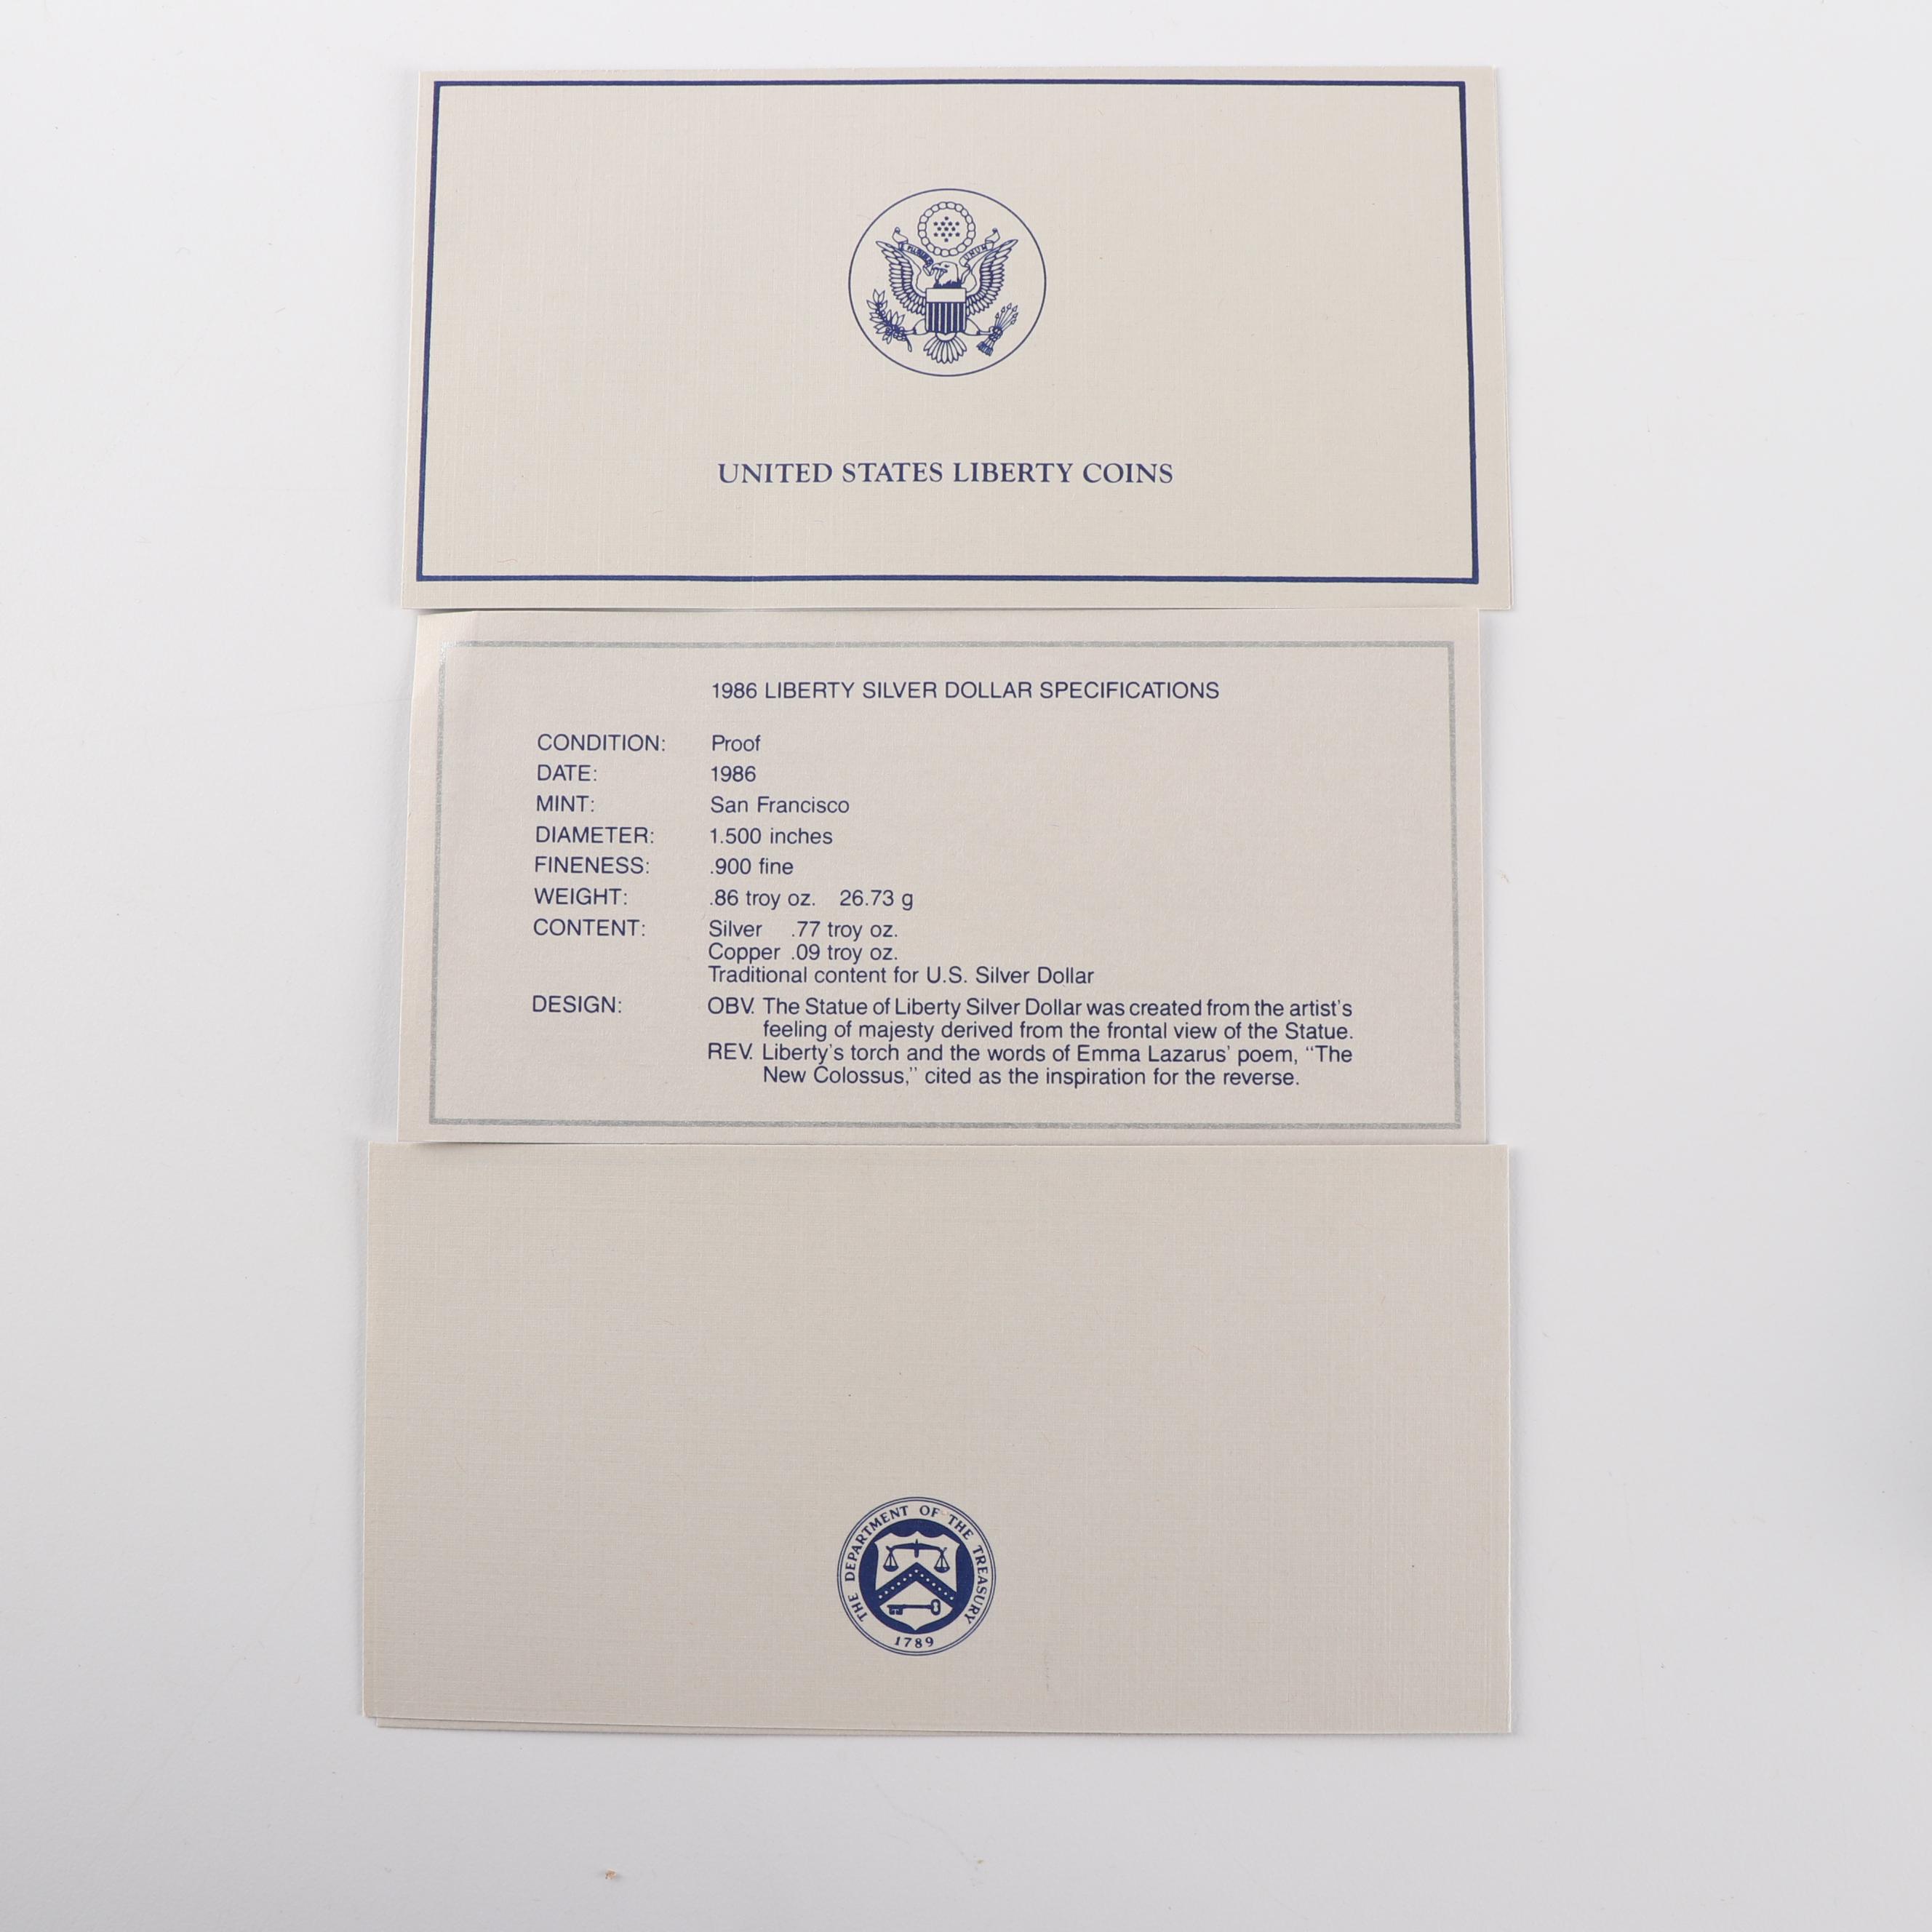 PLURIBUS UNUM
UNITED STATES LIBERTY COINS
1986 LIBERTY SILVER DOLLAR SPECIFICATIONS
CONDITION: Proof
DATE: 1986
MINT: San Francisco
DIAMETER: 1.500 inches
FINENESS: .900 fine
WEIGHT: .86 troy oz. 26.73 g
CONTENT: Silver .77 troy oz.
Copper .09 troy oz.
Traditional content for U.S. Silver Dollar
DESIGN: OBV. The Statue of Liberty Silver Dollar was created from the artist's
feeling of majesty derived from the frontal view of the Statue.
REV. Liberty's torch and the words of Emma Lazarus' poem, "The
New Colossus," cited as the inspiration for the reverse.
THE DEPARTMENT OF THE TREASURY
1789